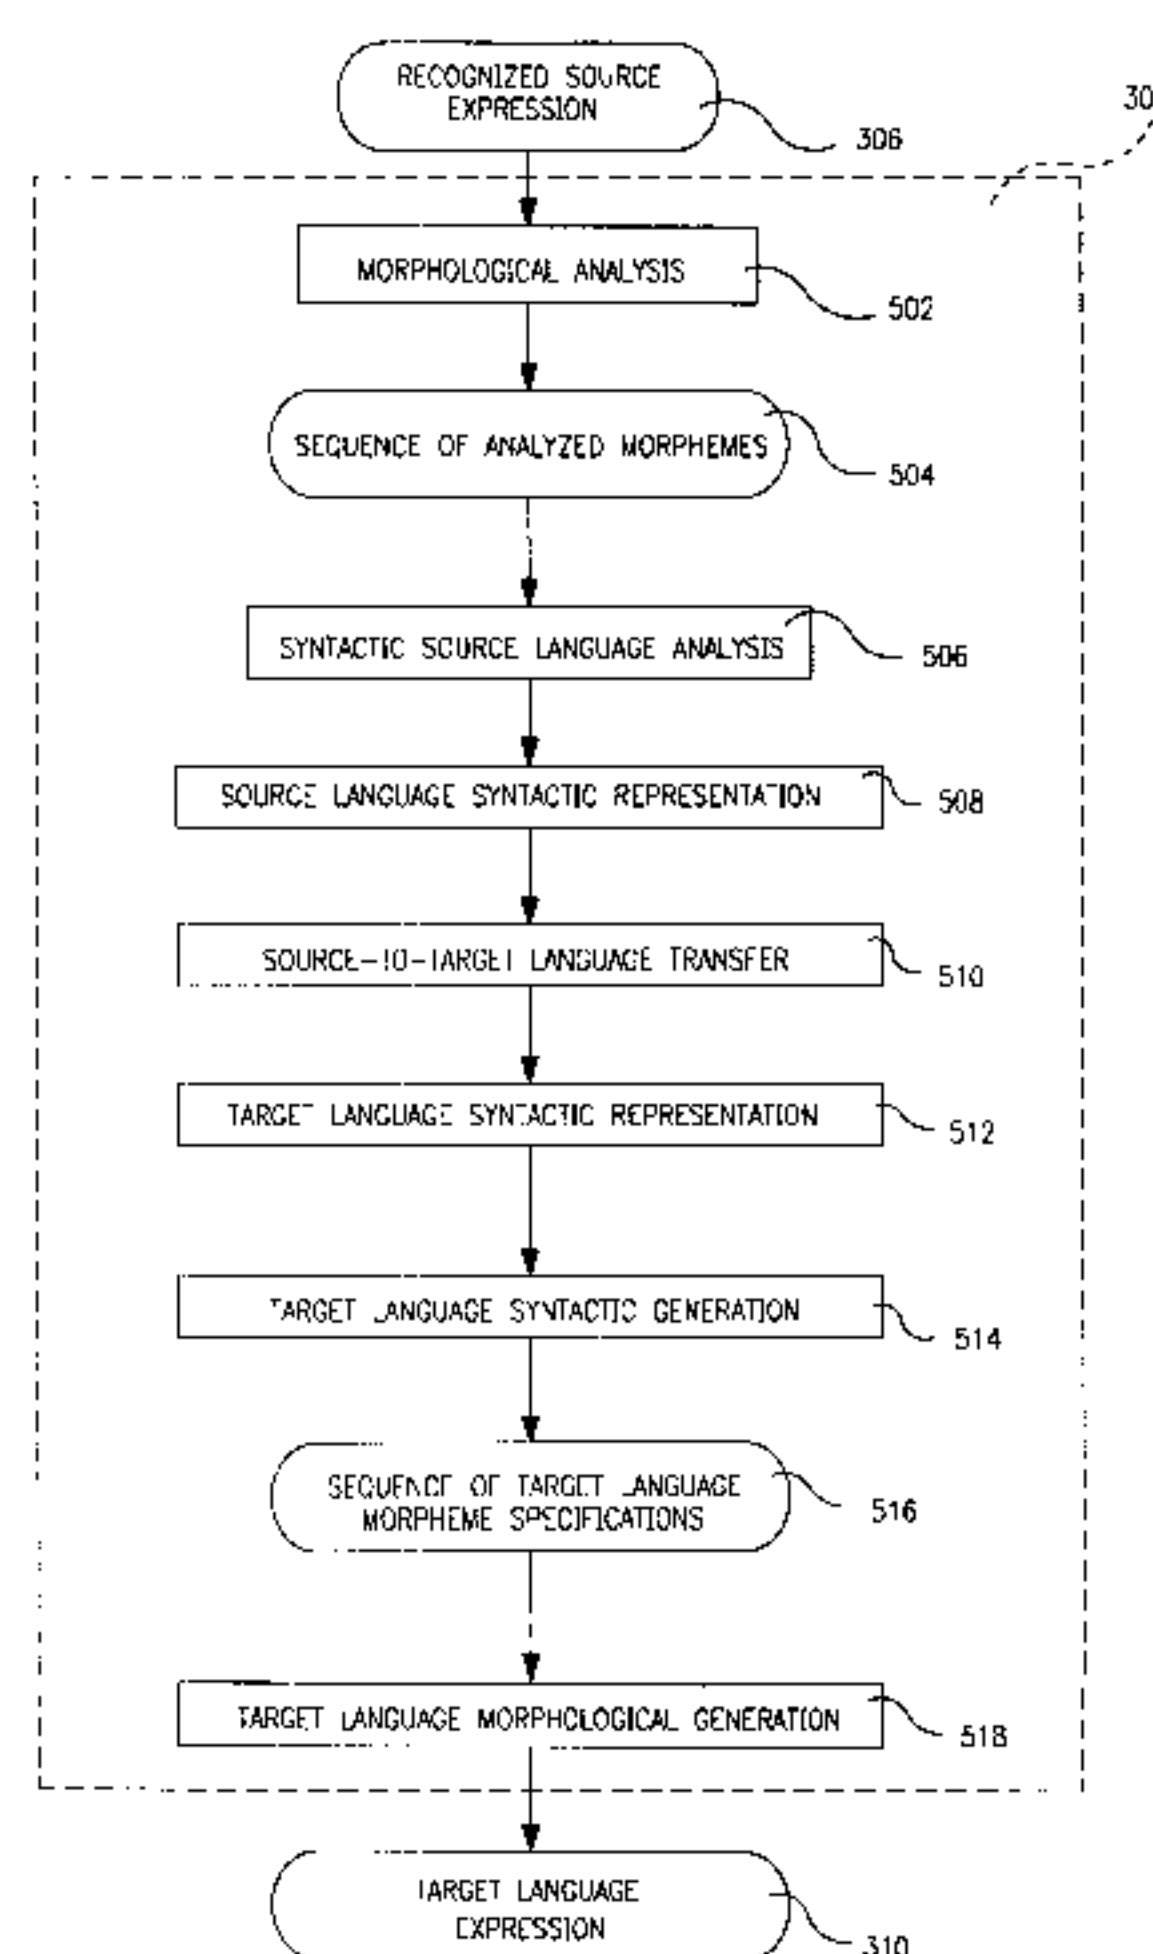 RECOGNIZED SOURCE
EXPRESSION
306
30
MORPHOLOGICAL ANALYSIS
502
SEQUENCE OF ANALYZED MORPHEMES
504
SYNTACTIC SOURCE LANGUAGE ANALYSIS
506
SOURCE LANGUAGE SYNTACTIC REPRESENTATION
508
SOURCE-TO-TARGET LANGUAGE TRANSFER
510
TARGET LANGUAGE SYNTACTIC REPRESENTATION
512
TARGET LANGUAGE SYNTACTIC GENERATION
514
SEQUENCE OF TARGET LANGUAGE
MORPHEME SPECIFICATIONS
516
TARGET LANGUAGE MORPHOLOGICAL GENERATION
518
TARGET LANGUAGE
EXPRESSION
310